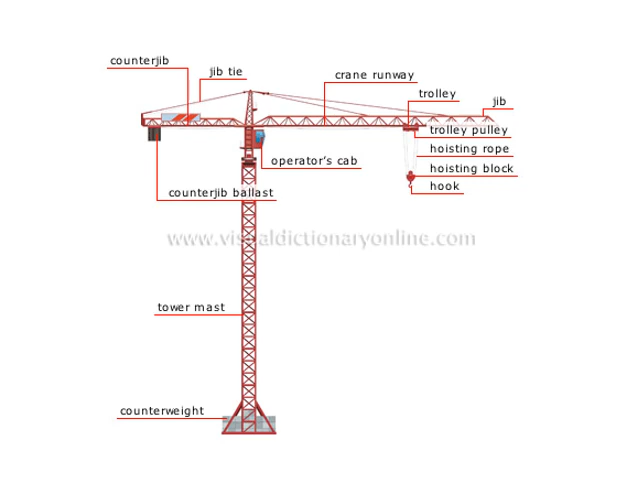 counterjib
jib tie
crane runway
trolley
jib
trolley pulley
hoisting rope
operator's cab
hoisting block
hook
counterjib ballast
www.visualdictionaryonline.com
tower mast
counterweight